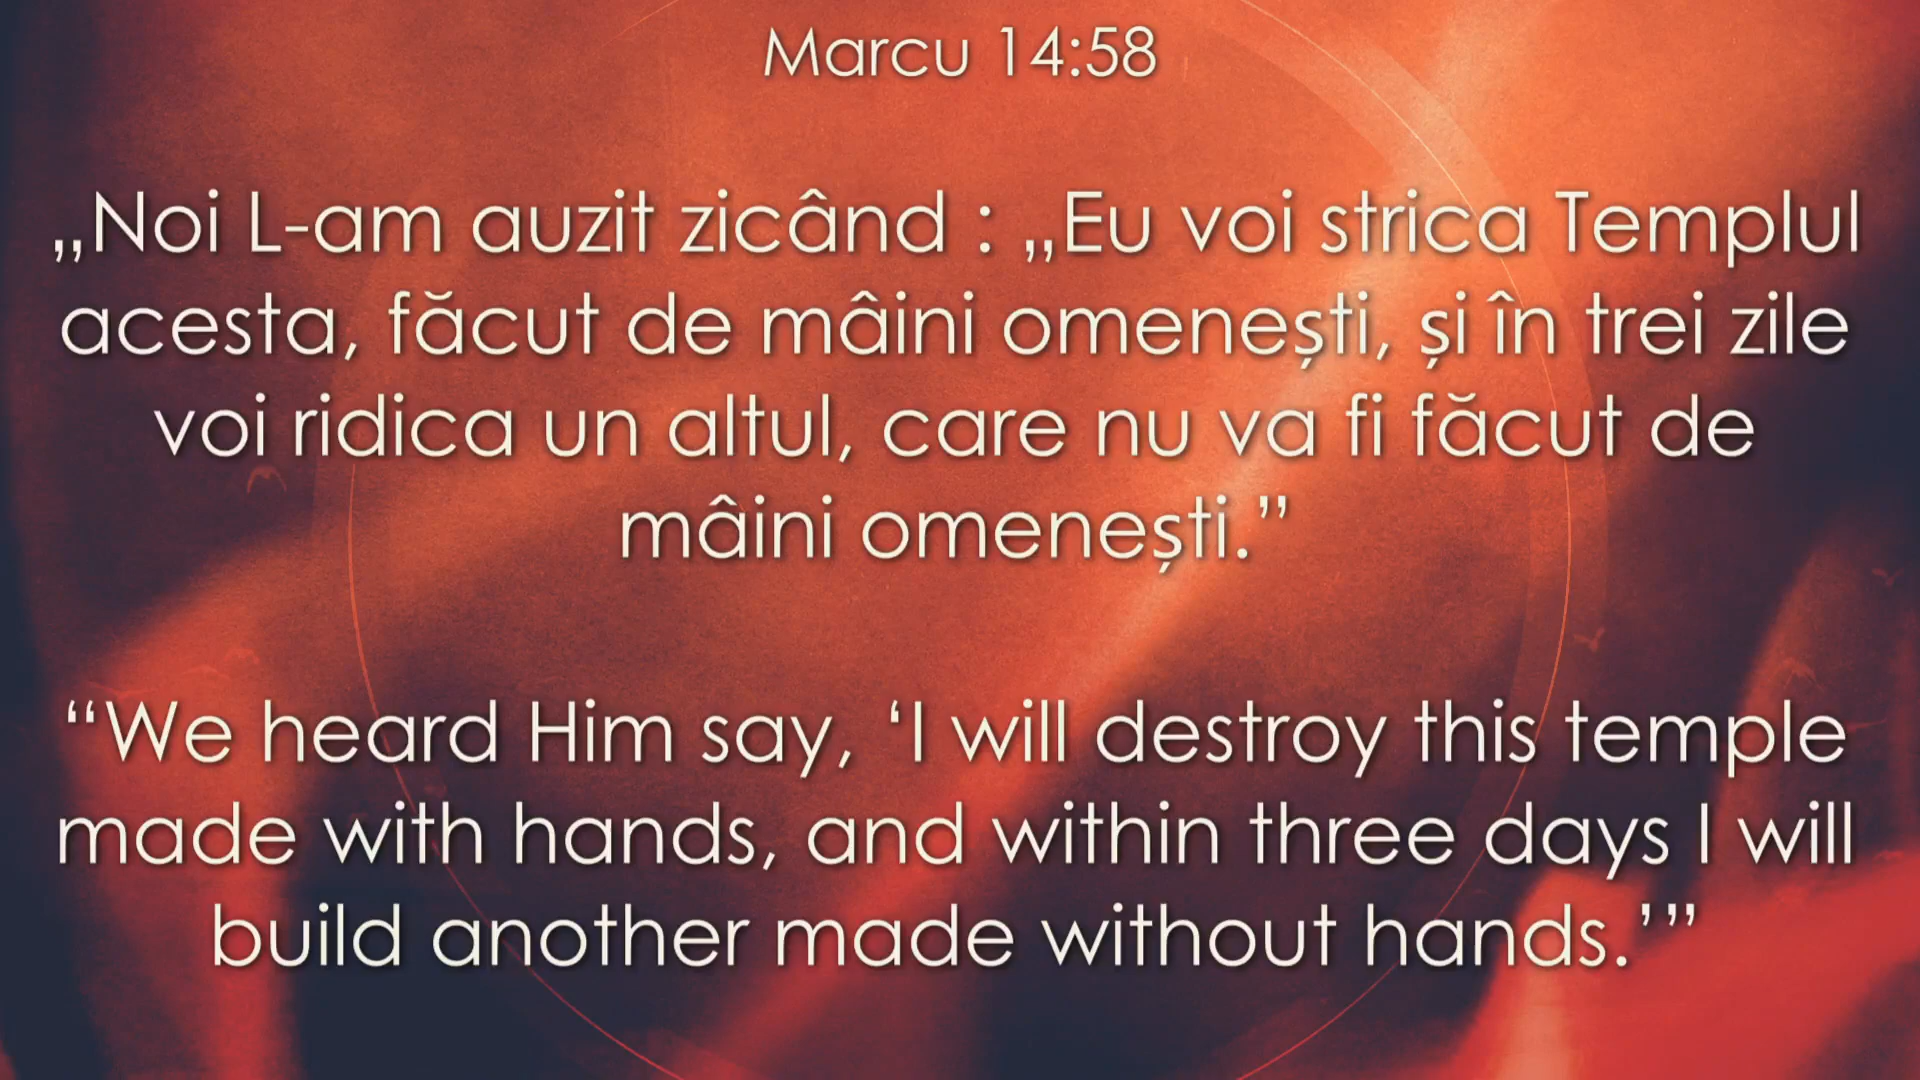 Marcu 14:58
„Noi L-am auzit zicând : „Eu voi strica Templul
acesta, făcut de mâini omenești, și în trei zile
voi ridica un altul, care nu va fi făcut de
mâini omenești.”
“We heard Him say, ‘I will destroy this temple
made with hands, and within three days I will
build another made without hands.’”